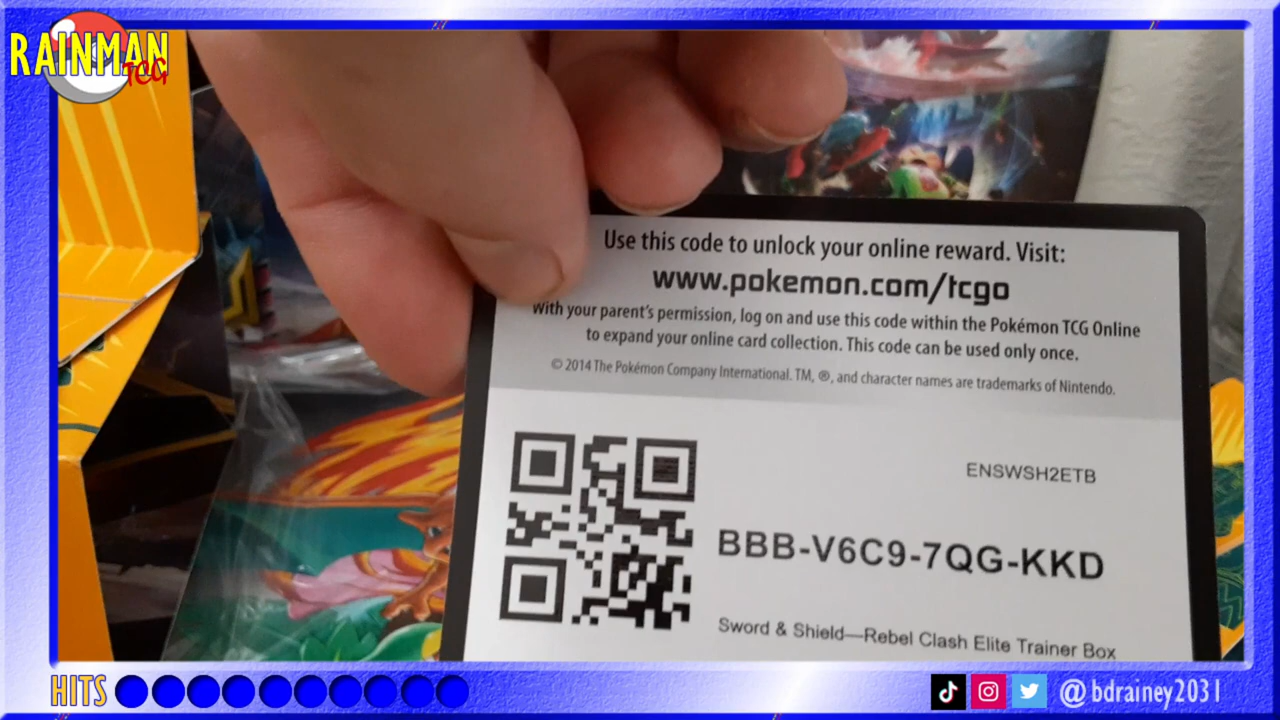 RAINMAN
TCG
Use this code to unlock your online reward. Visit:
www.pokemon.com/tcgo
with your parent's permission, log on and use this code within the Pokémon TCG Online
to expand your online card collection. This code can be used only once.
© 2014 The Pokémon Company International. TM, ®, and character names are trademarks of Nintendo.
ENSWSH2ETB
BBB-V6C9-7QG-KKD
Sword & Shield—Rebel Clash Elite Trainer Box
HITS
@bdrainey2031